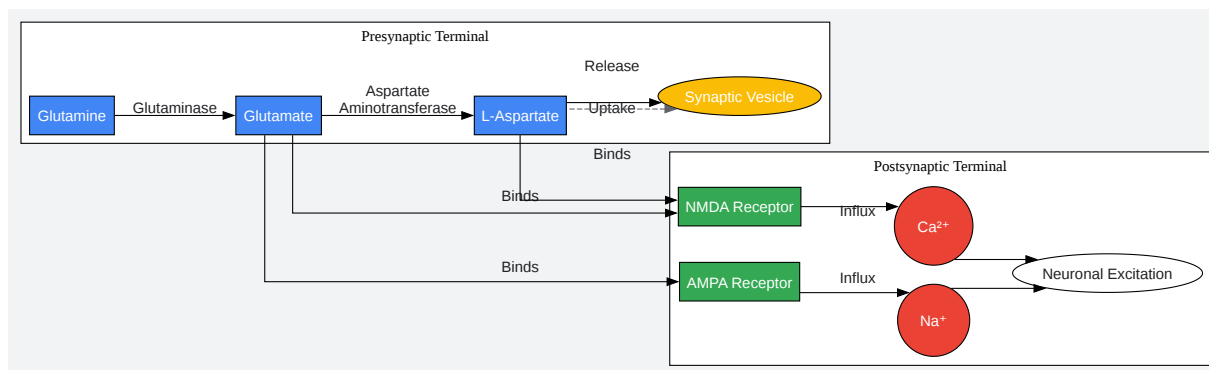 Presynaptic Terminal
Release
Aspartate
Aminotransferase
Glutamine
Glutaminase
Glutamate
L-Aspartate
Uptake
Synaptic Vesicle
Binds
Postsynaptic Terminal
Binds
NMDA Receptor
Influx
Ca²⁺
Binds
AMPA Receptor
Influx
Neuronal Excitation
Na⁺